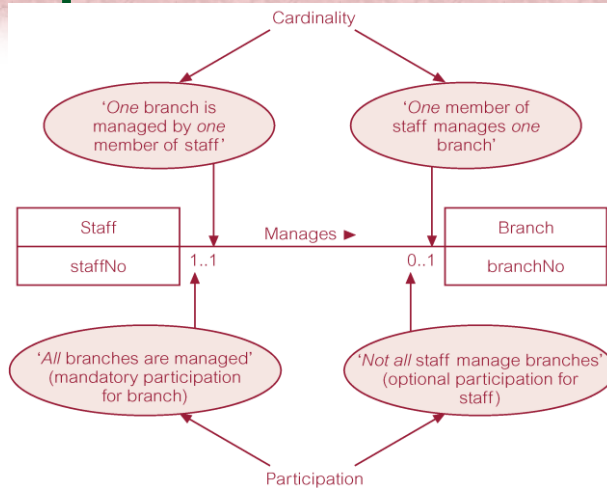 Cardinality
‘One branch is
managed by one
member of staff’
‘One member of
staff manages one
branch’
Staff
Manages ►
Branch
staffNo
1..1
0..1
branchNo
‘All branches are managed’
(mandatory participation
for branch)
‘Not all staff manage branches’
(optional participation for
staff)
Participation